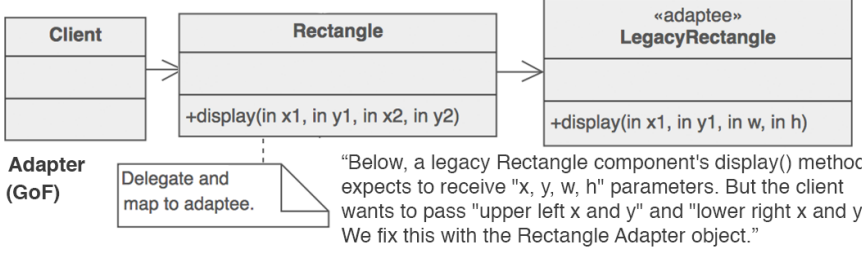 Client
Rectangle
+display(in x1, in y1, in x2, in y2)
«adaptee»
LegacyRectangle
+display(in x1, in y1, in w, in h)
Adapter
(GoF)
Delegate and
map to adaptee.
“Below, a legacy Rectangle component's display() method
expects to receive "x, y, w, h" parameters. But the client
wants to pass "upper left x and y" and "lower right x and y
We fix this with the Rectangle Adapter object.”